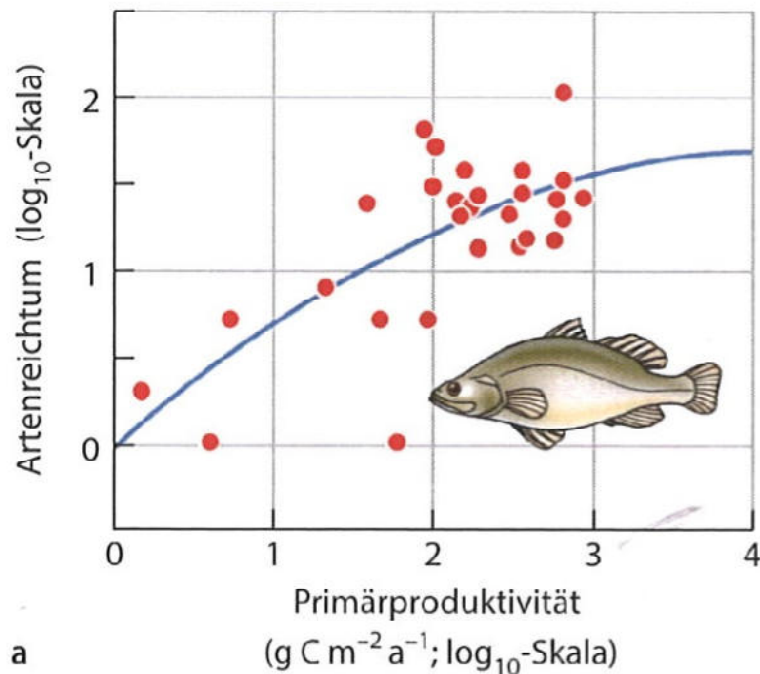 Artenreichtum (log₁₀-Skala)
2
1
0
0 1 2 3 4
Primärproduktivität
(g C m⁻² a⁻¹; log₁₀-Skala)
a